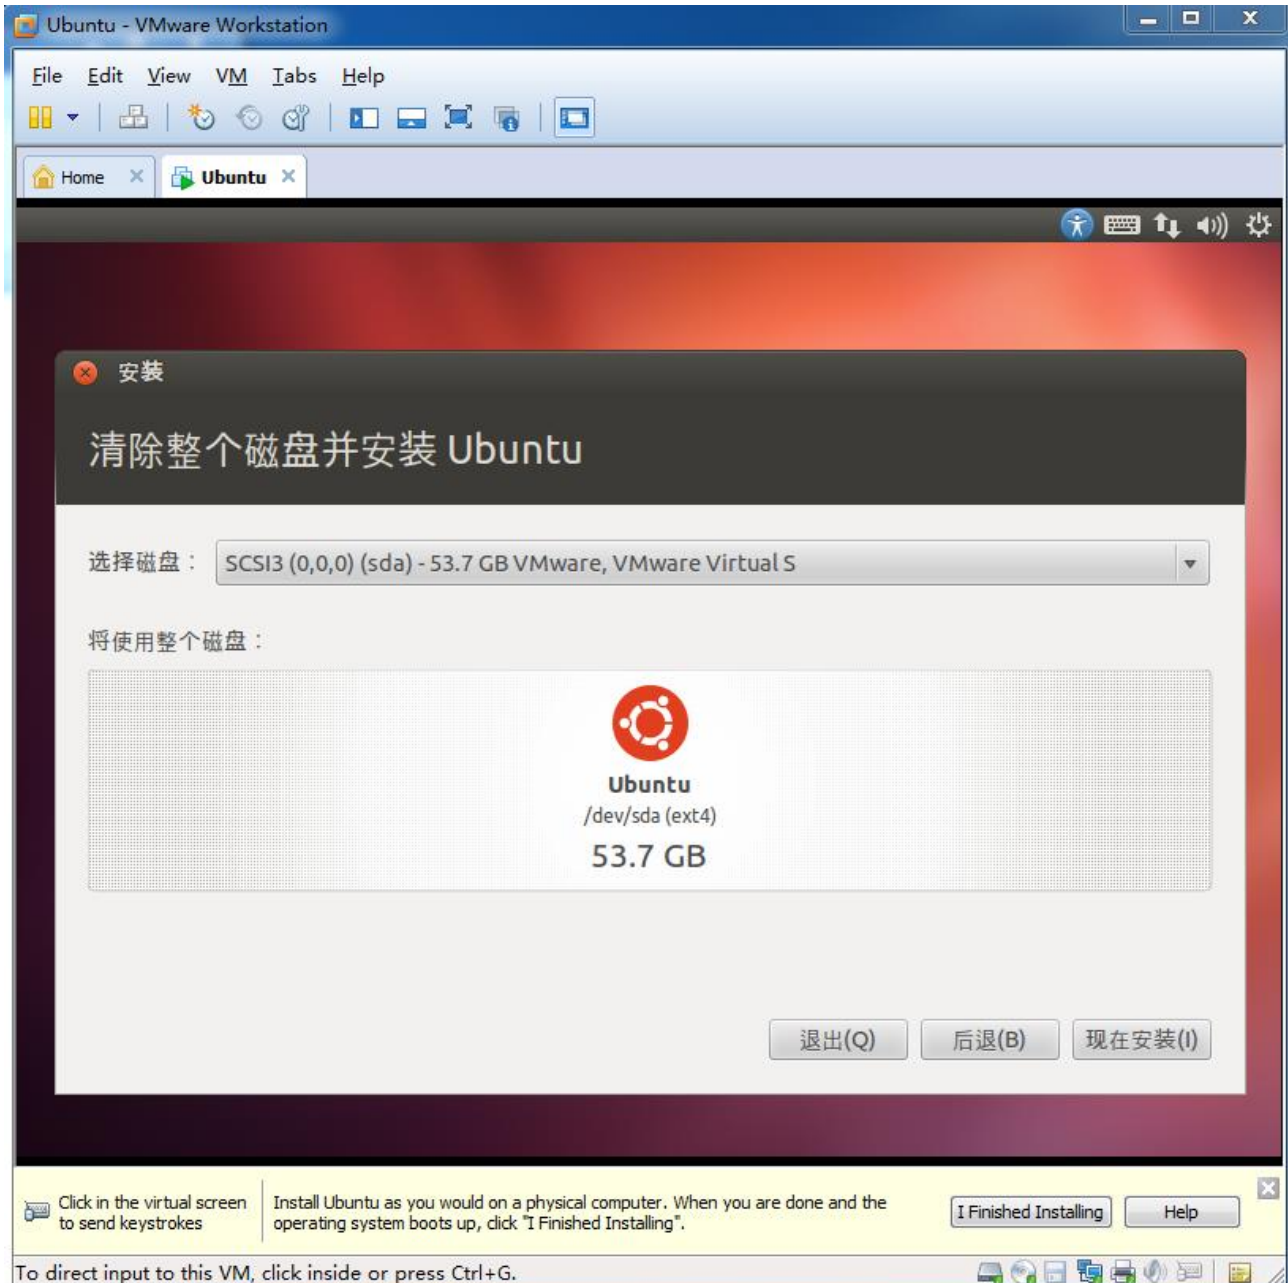 Ubuntu - VMware Workstation
File Edit View VM Tabs Help
Home Ubuntu
安装
清除整个磁盘并安装 Ubuntu
选择磁盘： SCSI3 (0,0,0) (sda) - 53.7 GB VMware, VMware Virtual S
将使用整个磁盘：
Ubuntu
/dev/sda (ext4)
53.7 GB
退出(Q) 后退(B) 现在安装(I)
Click in the virtual screen
to send keystrokes
Install Ubuntu as you would on a physical computer. When you are done and the
operating system boots up, click "I Finished Installing".
I Finished Installing Help
To direct input to this VM, click inside or press Ctrl+G.